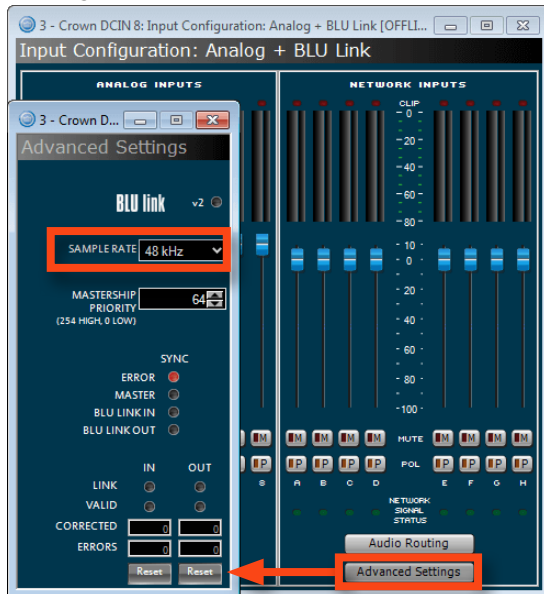 3 - Crown DCIN 8: Input Configuration: Analog + BLU Link [OFFLI...
Input Configuration: Analog + BLU Link
ANALOG INPUTS
NETWORK INPUTS
3 - Crown D...
Advanced Settings
BLU link v2
SAMPLE RATE 48 kHz
MASTERSHIP PRIORITY 64
(254 HIGH, 0 LOW)
SYNC
ERROR
MASTER
BLU LINK IN
BLU LINK OUT
IN OUT
LINK
VALID
CORRECTED 0 0
ERRORS 0 0
Reset Reset
CLIP
- 0 -
-20 -
-40 -
-60 -
-80 -
- 10 -
- 0 -
- 20 -
- 40 -
- 60 -
- 80 -
-100 -
M M M M M MUTE M M M M
P P P P P POL P P P P
8 A B C D E F G H
NETWORK
SIGNAL
STATUS
Audio Routing
Advanced Settings